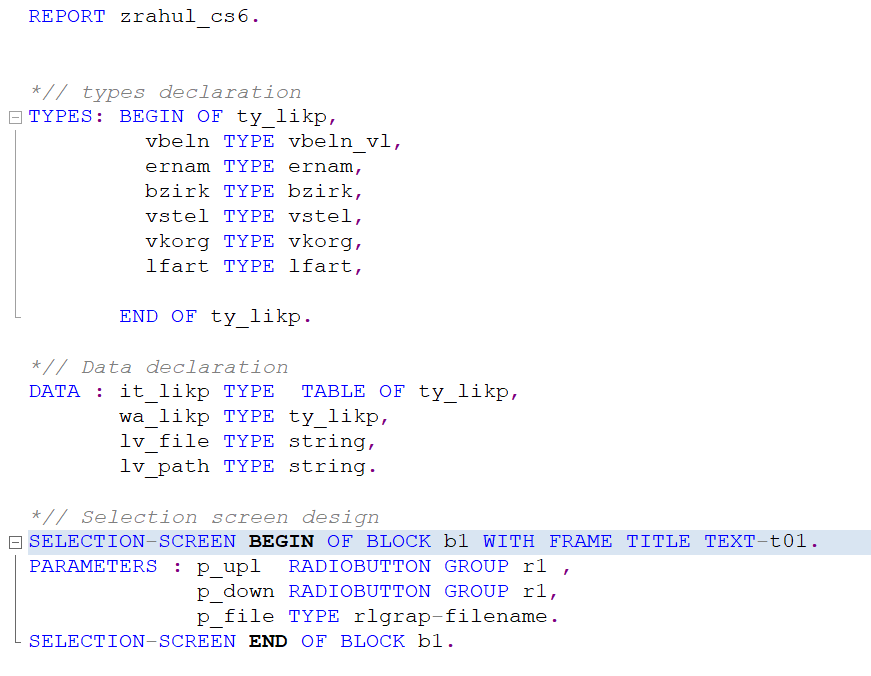 REPORT zrahul_cs6.
*// types declaration
TYPES: BEGIN OF ty_likp,
vbeln TYPE vbeln_vl,
ernam TYPE ernam,
bzirk TYPE bzirk,
vstel TYPE vstel,
vkorg TYPE vkorg,
lfart TYPE lfart,
END OF ty_likp.
*// Data declaration
DATA : it_likp TYPE  TABLE OF ty_likp,
wa_likp TYPE ty_likp,
lv_file TYPE string,
lv_path TYPE string.
*// Selection screen design
SELECTION-SCREEN BEGIN OF BLOCK b1 WITH FRAME TITLE TEXT-t01.
PARAMETERS : p_upl  RADIOBUTTON GROUP r1 ,
p_down RADIOBUTTON GROUP r1,
p_file TYPE rlgrap-filename.
SELECTION-SCREEN END OF BLOCK b1.